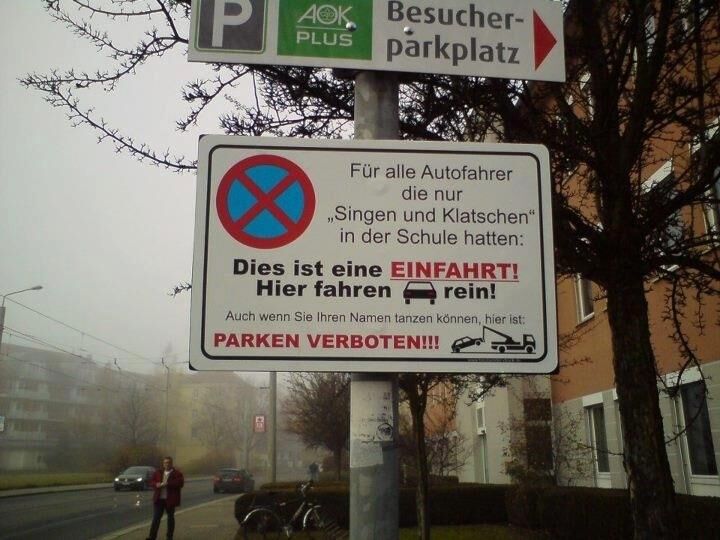 P AOK Besucher-
PLUS parkplatz
Für alle Autofahrer
die nur
„Singen und Klatschen“
in der Schule hatten:
Dies ist eine EINFAHRT!
Hier fahren rein!
Auch wenn Sie Ihren Namen tanzen können, hier ist:
PARKEN VERBOTEN!!!